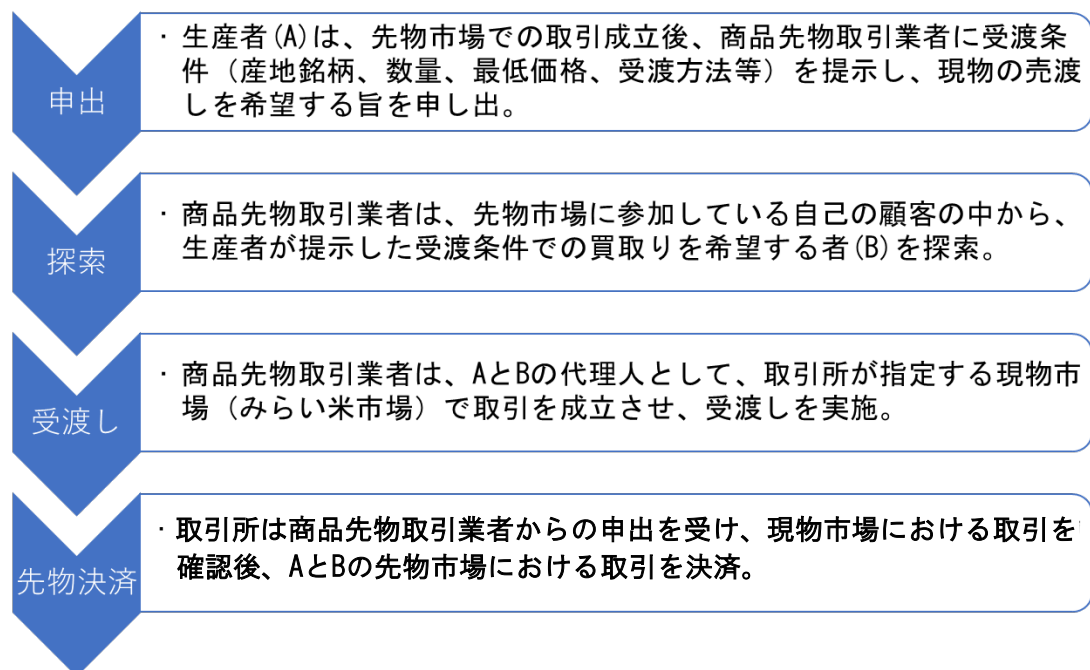 申出
・生産者(A)は、先物市場での取引成立後、商品先物取引業者に受渡条
件（産地銘柄、数量、最低価格、受渡方法等）を提示し、現物の売渡
しを希望する旨を申し出。
探索
・商品先物取引業者は、先物市場に参加している自己の顧客の中から、
生産者が提示した受渡条件での買取りを希望する者(B)を探索。
受渡し
・商品先物取引業者は、AとBの代理人として、取引所が指定する現物市
場（みらい米市場）で取引を成立させ、受渡しを実施。
先物決済
・取引所は商品先物取引業者からの申出を受け、現物市場における取引を
確認後、AとBの先物市場における取引を決済。